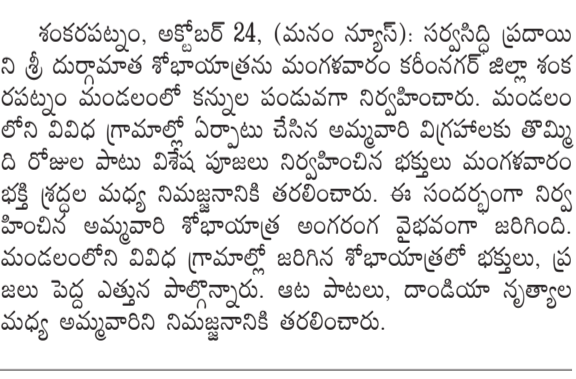 శంకరపట్నం, అక్టోబర్ 24, (మనం న్యూస్): సర్వసిద్ధి ప్రదాయి
ని శ్రీ దుర్గామాత శోభాయాత్రను మంగళవారం కరీంనగర్ జిల్లా శంక
రపట్నం మండలంలో కన్నుల పండువగా నిర్వహించారు. మండలం
లోని వివిధ గ్రామాల్లో ఏర్పాటు చేసిన అమ్మవారి విగ్రహాలకు తొమ్మి
ది రోజుల పాటు విశేష పూజలు నిర్వహించిన భక్తులు మంగళవారం
భక్తి శ్రద్ధల మధ్య నిమజ్జనానికి తరలించారు. ఈ సందర్భంగా నిర్వ
హించిన అమ్మవారి శోభాయాత్ర అంగరంగ వైభవంగా జరిగింది.
మండలంలోని వివిధ గ్రామాల్లో జరిగిన శోభాయాత్రలో భక్తులు, ప్ర
జలు పెద్ద ఎత్తున పాల్గొన్నారు. ఆట పాటలు, దాండియా నృత్యాల
మధ్య అమ్మవారిని నిమజ్జనానికి తరలించారు.